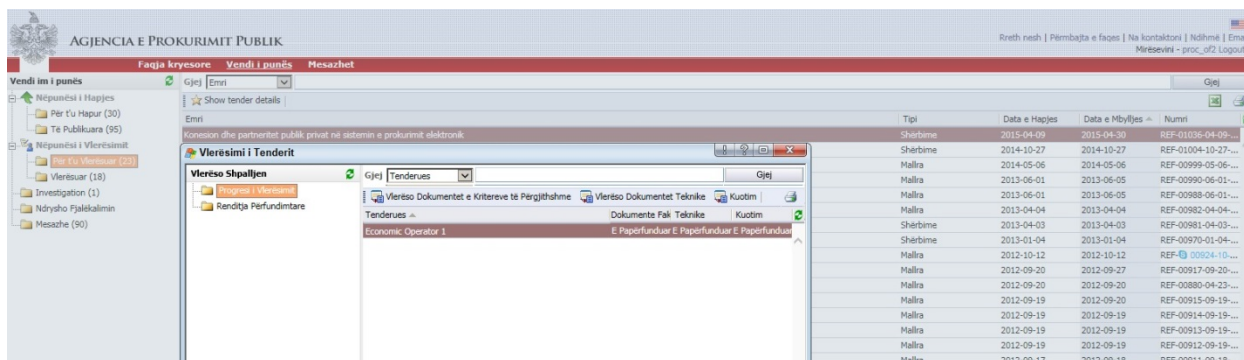 AGJENCIA E PROKURIMIT PUBLIK
Rreth nesh | Përmbajta e faqes | Na kontaktoni | Ndihmë |
Mirësevini - proc_of2 Logout
Faqja kryesore Vendi i punës Mesazhet
Vendi im i punës
Gjej Emri Gjej
Nëpunësi i Hapjes
Për t'u Hapur (30)
Të Publikuara (95)
Nëpunësi i Vlerësimit
Për t'u Vlerësuar (23)
Vlerësuar (18)
Investigation (1)
Ndrysho Fjalëkalimin
Mesazhe (90)
Show tender details
Emri Tipi Data e Hapjes Data e Mbylljes Numri
Konesion dhe partneritet publik privat në sistemin e prokurimit elektronik Shërbime 2015-04-09 2015-04-30 REF-01036-04-09-...
Shërbime 2014-10-27 2014-10-27 REF-01004-10-27-...
Mallra 2014-05-06 2014-05-06 REF-00999-05-06-...
Mallra 2013-06-01 2013-06-05 REF-00990-06-01-...
Mallra 2013-06-01 2013-06-05 REF-00988-06-01-...
Mallra 2013-04-04 2013-04-04 REF-00982-04-04-...
Shërbime 2013-04-03 2013-04-03 REF-00981-04-03-...
Shërbime 2013-01-04 2013-01-04 REF-00970-01-04-...
Mallra 2012-10-12 2012-10-12 REF-00924-10-...
Mallra 2012-09-20 2012-09-27 REF-00917-09-20-...
Mallra 2012-09-20 2012-09-20 REF-00880-04-23-...
Mallra 2012-09-19 2012-09-20 REF-00915-09-19-...
Mallra 2012-09-19 2012-09-19 REF-00914-09-19-...
Mallra 2012-09-19 2012-09-19 REF-00913-09-19-...
Mallra 2012-09-19 2012-09-19 REF-00912-09-19-...
Mallra 2012-09-17 2012-09-18 REF-00911-09-18-...
Vlerësimi i Tenderit
Vlerëso Shpalljen
Progresi i Vlerësimit
Renditja Përfundimtare
Gjej Tenderues Gjej
Vlerëso Dokumentet e Kritereve të Përgjithshme Vlerëso Dokumentet Teknike Kuotim
Tenderues Dokumente Fak Teknike Kuotim
Economic Operator 1 E Papërfunduar E Papërfunduar E Papërfunduar